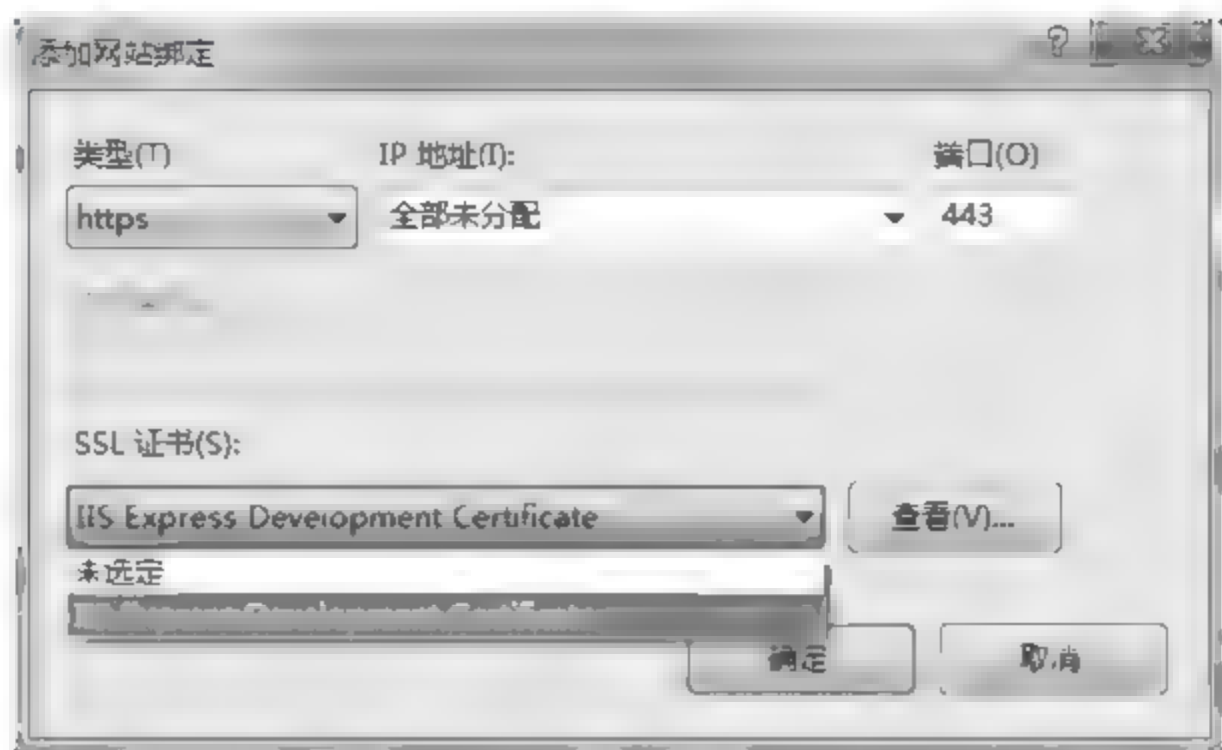 添加网站绑定
类型(T) IP 地址(I): 端口(O)
https 全部未分配 443
SSL 证书(S):
IIS Express Development Certificate 查看(V)...
未选定
确定 取消